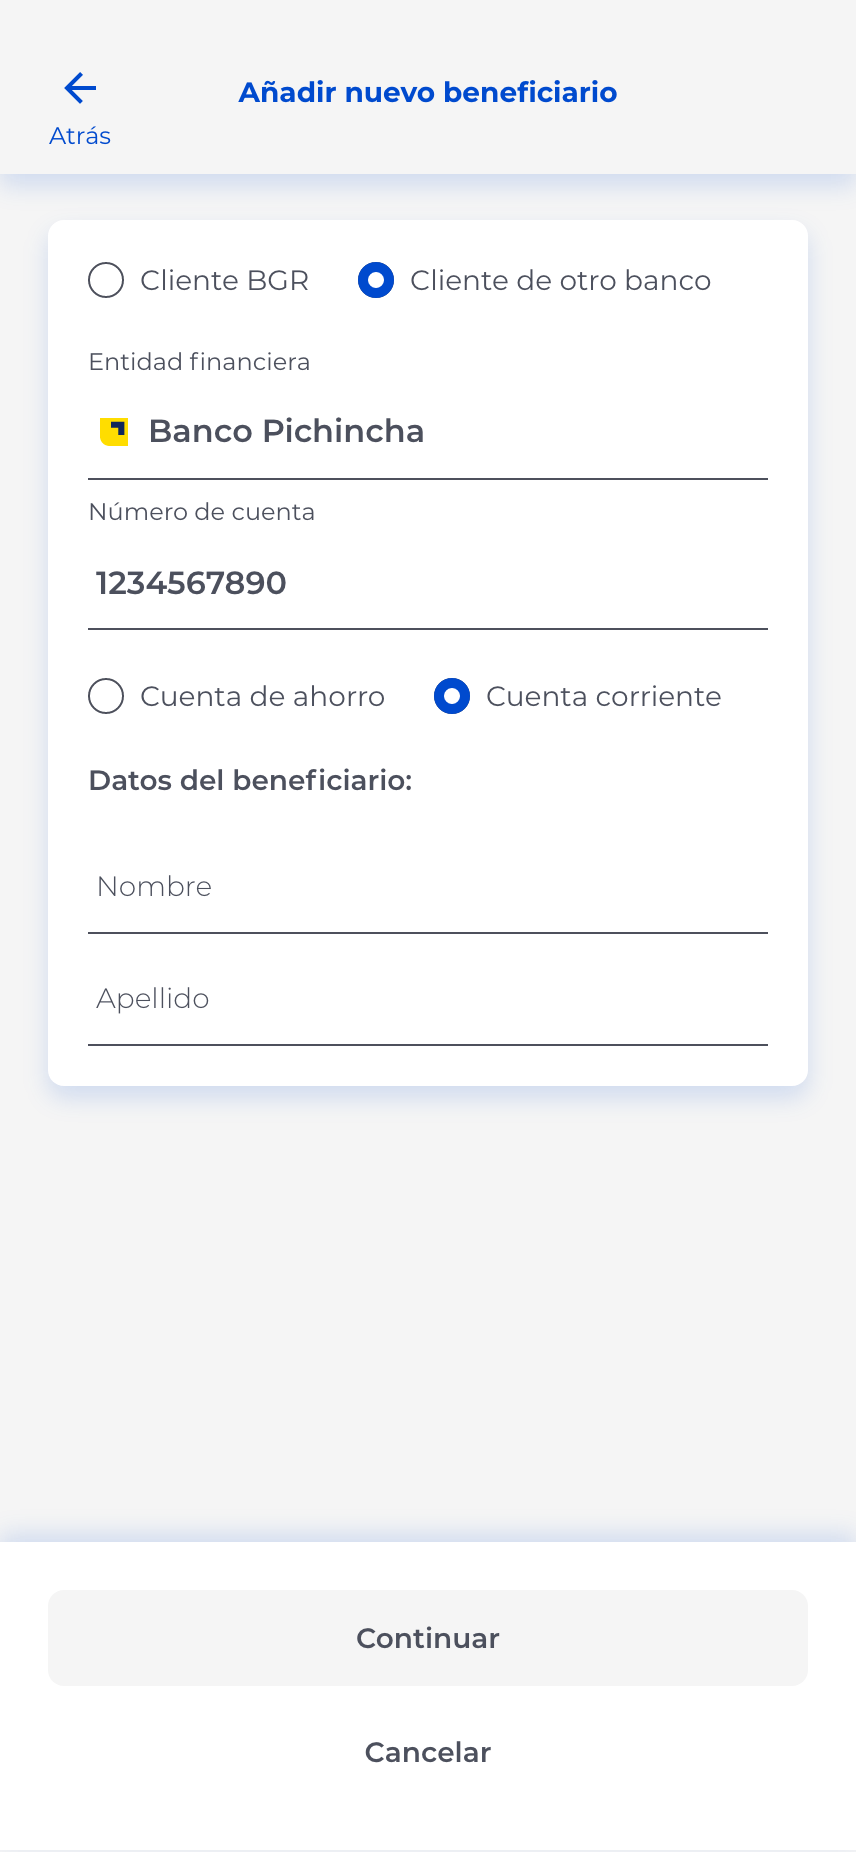 Añadir nuevo beneficiario
Atrás
Cliente BGR
Cliente de otro banco
Entidad financiera
Banco Pichincha
Número de cuenta
1234567890
Cuenta de ahorro
Cuenta corriente
Datos del beneficiario:
Nombre
Apellido
Continuar
Cancelar